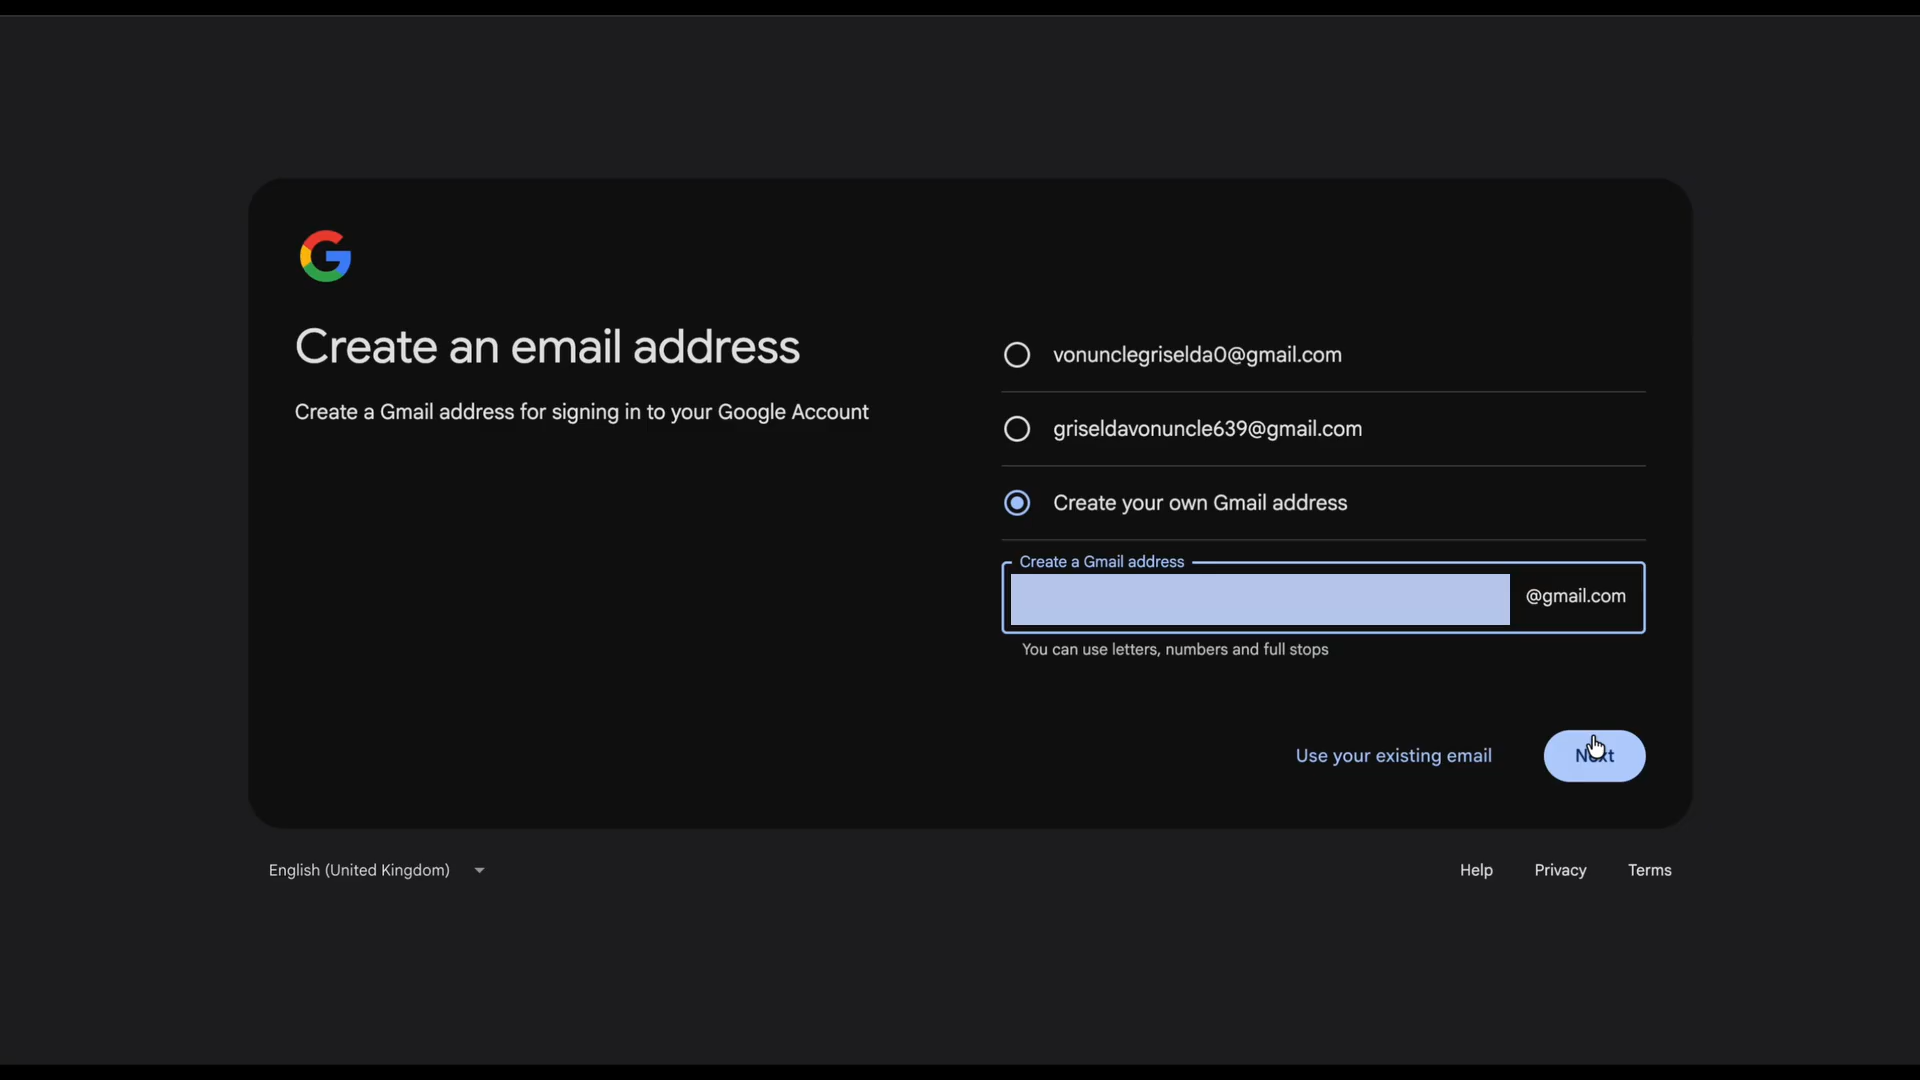 Create an email address
Create a Gmail address for signing in to your Google Account
vonunclegriselda0@gmail.com
griseldavonuncle639@gmail.com
Create your own Gmail address
Create a Gmail address
@gmail.com
You can use letters, numbers and full stops
Use your existing email
Next
English (United Kingdom)
Help
Privacy
Terms